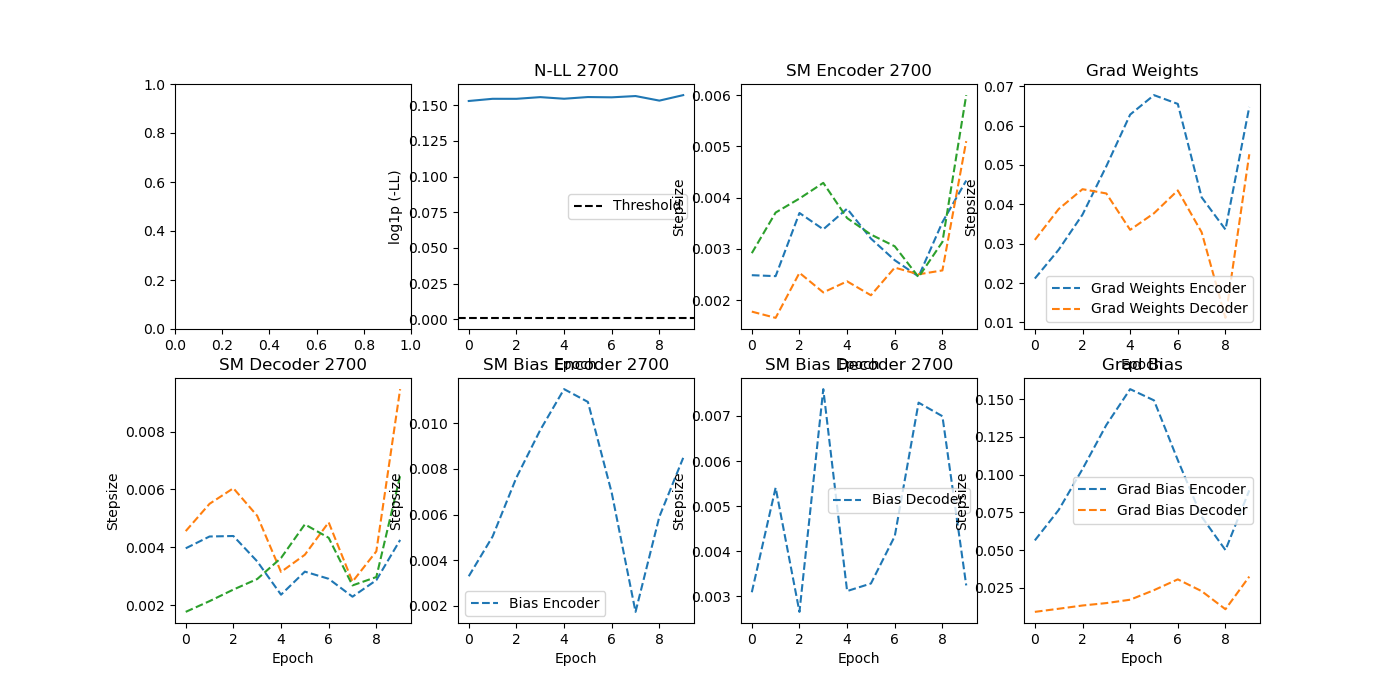 N-LL 2700
SM Encoder 2700
Grad Weights
1.0
0.8
0.6
0.4
0.2
0.0
0.0 0.2 0.4 0.6 0.8 1.0
log1p (-LL)
0.150
0.125
0.100
0.075
0.050
0.025
0.000
Threshold
0 2 4 6 8
Epoch
Stepsize
0.006
0.005
0.004
0.003
0.002
0 2 4 6 8
Epoch
Stepsize
0.07
0.06
0.05
0.04
0.03
0.02
0.01
Grad Weights Encoder
Grad Weights Decoder
0 2 4 6 8
Epoch
SM Decoder 2700
SM Bias Encoder 2700
SM Bias Decoder 2700
Grad Bias
Stepsize
0.008
0.006
0.004
0.002
0 2 4 6 8
Epoch
Stepsize
0.010
0.008
0.006
0.004
0.002
Bias Encoder
0 2 4 6 8
Epoch
Stepsize
0.007
0.006
0.005
0.004
0.003
Bias Decoder
0 2 4 6 8
Epoch
Stepsize
0.150
0.125
0.100
0.075
0.050
0.025
Grad Bias Encoder
Grad Bias Decoder
0 2 4 6 8
Epoch